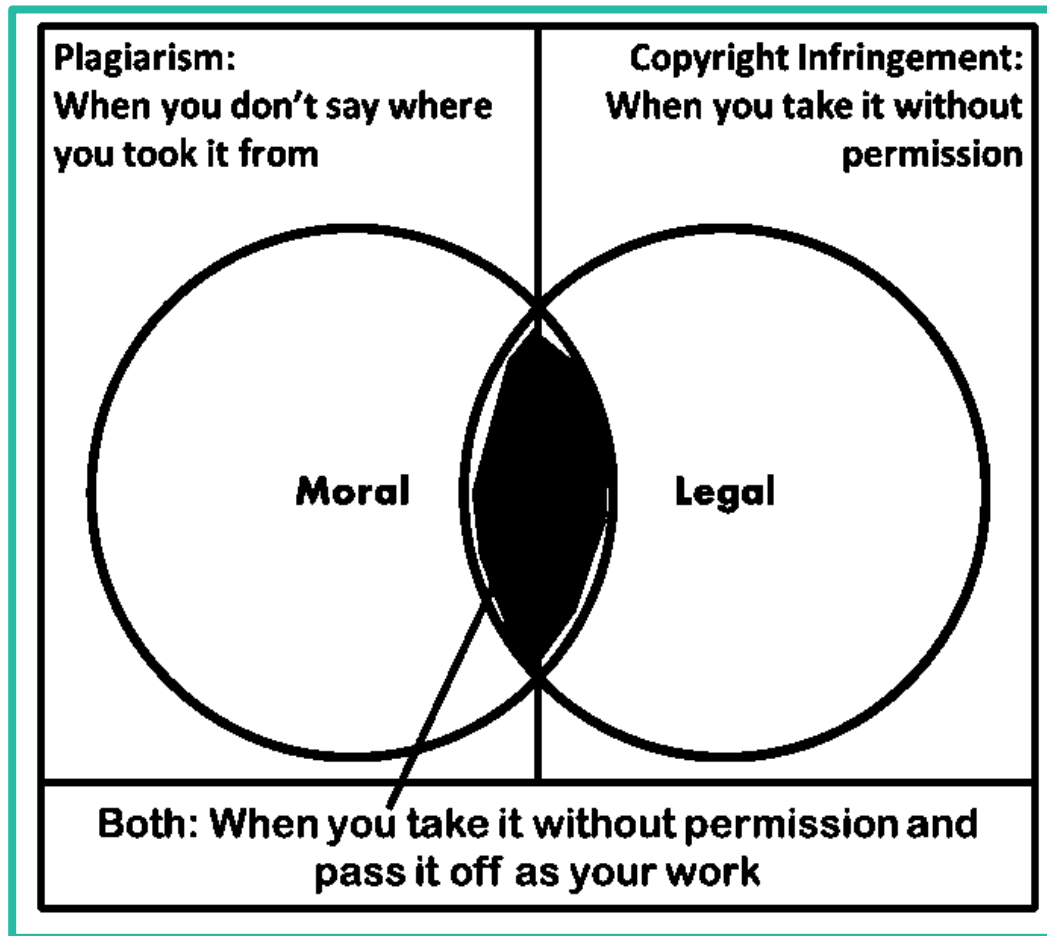 Plagiarism:
When you don't say where
you took it from
Copyright Infringement:
When you take it without
permission
Moral
Legal
Both: When you take it without permission and
pass it off as your work